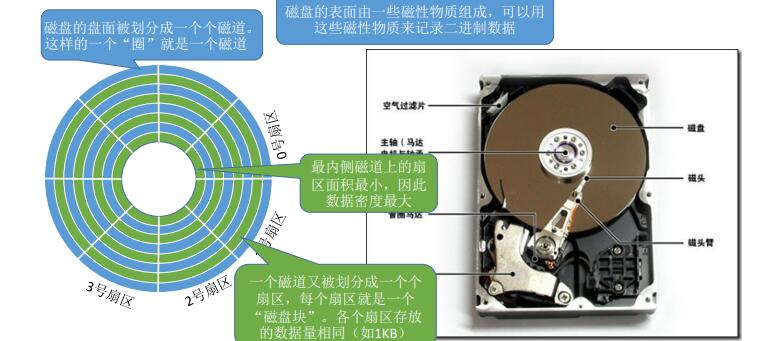 磁盘的盘面被划分成一个个磁道。
这样的一个“圈”就是一个磁道
磁盘的表面由一些磁性物质组成，可以用
这些磁性物质来记录二进制数据
0号扇区
号扇区
2号扇区
3号扇区
最内侧磁道上的扇
区面积最小，因此
数据密度最大
一个磁道又被划分成一个个
扇区，每个扇区就是一个
“磁盘块”。各个扇区存放
的数据量相同（如1KB）
空气过滤片
主轴（马达
音圈马达
磁盘
磁头
磁头臂